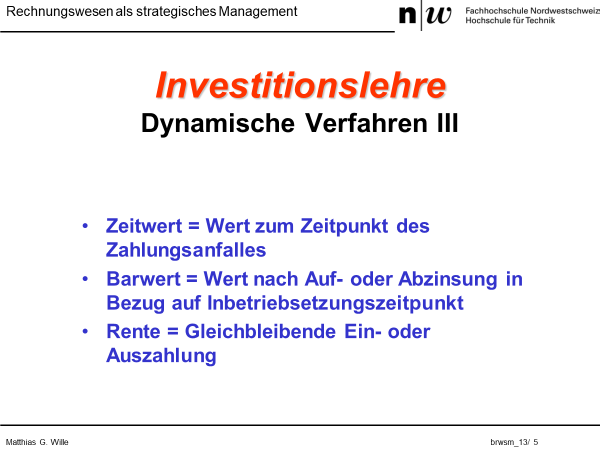 Rechnungswesen als strategisches Management
n|w Fachhochschule Nordwestschweiz
Hochschule für Technik
Investitionslehre
Dynamische Verfahren III
• Zeitwert = Wert zum Zeitpunkt des
Zahlungsanfalles
• Barwert = Wert nach Auf- oder Abzinsung in
Bezug auf Inbetriebsetzungszeitpunkt
• Rente = Gleichbleibende Ein- oder
Auszahlung
Matthias G. Wille
brwsm_13/ 5